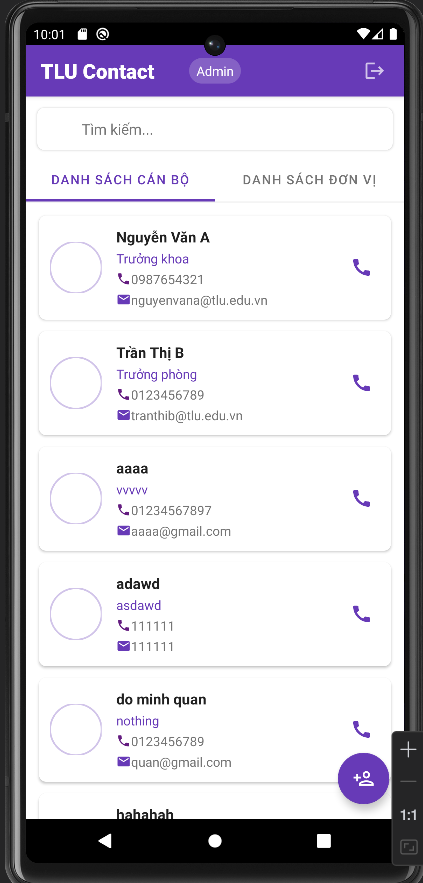 10:01
TLU Contact
Admin
Tìm kiếm...
DANH SÁCH CÁN BỘ
DANH SÁCH ĐƠN VỊ
Nguyễn Văn A
Trưởng khoa
0987654321
nguyenvana@tlu.edu.vn
Trần Thị B
Trưởng phòng
0123456789
tranthib@tlu.edu.vn
aaaa
vvvvv
01234567897
aaaa@gmail.com
adawd
asdawd
111111
111111
do minh quan
nothing
0123456789
quan@gmail.com
hahahah
1:1